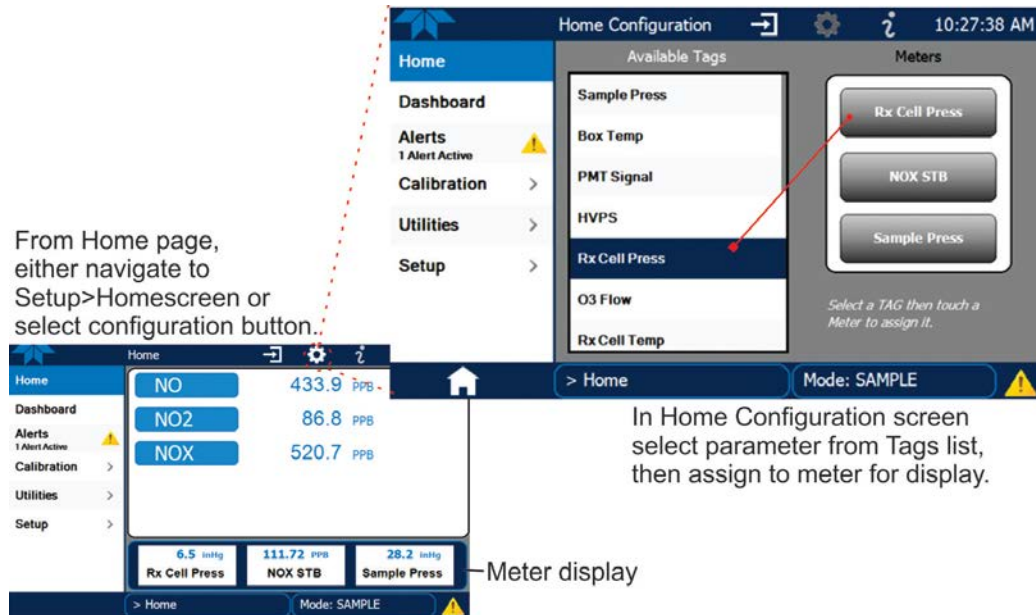 Home Configuration
10:27:38 AM
Home
Dashboard
Alerts
1 Alert Active
Calibration >
Utilities >
Setup >
Available Tags
Sample Press
Box Temp
PMT Signal
HVPS
Rx Cell Press
O3 Flow
Rx Cell Temp
Meters
Rx Cell Press
NOX STB
Sample Press
Select a TAG then touch a
Meter to assign it.
> Home
Mode: SAMPLE
From Home page,
either navigate to
Setup>Homescreen or
select configuration button.
Home
Home
Dashboard
Alerts
1 Alert Active
Calibration >
Utilities >
Setup >
NO 433.9 PPB
NO2 86.8 PPB
NOX 520.7 PPB
6.5 inHg
Rx Cell Press
111.72 PPB
NOX STB
28.2 inHg
Sample Press
> Home
Mode: SAMPLE
Meter display
In Home Configuration screen
select parameter from Tags list,
then assign to meter for display.